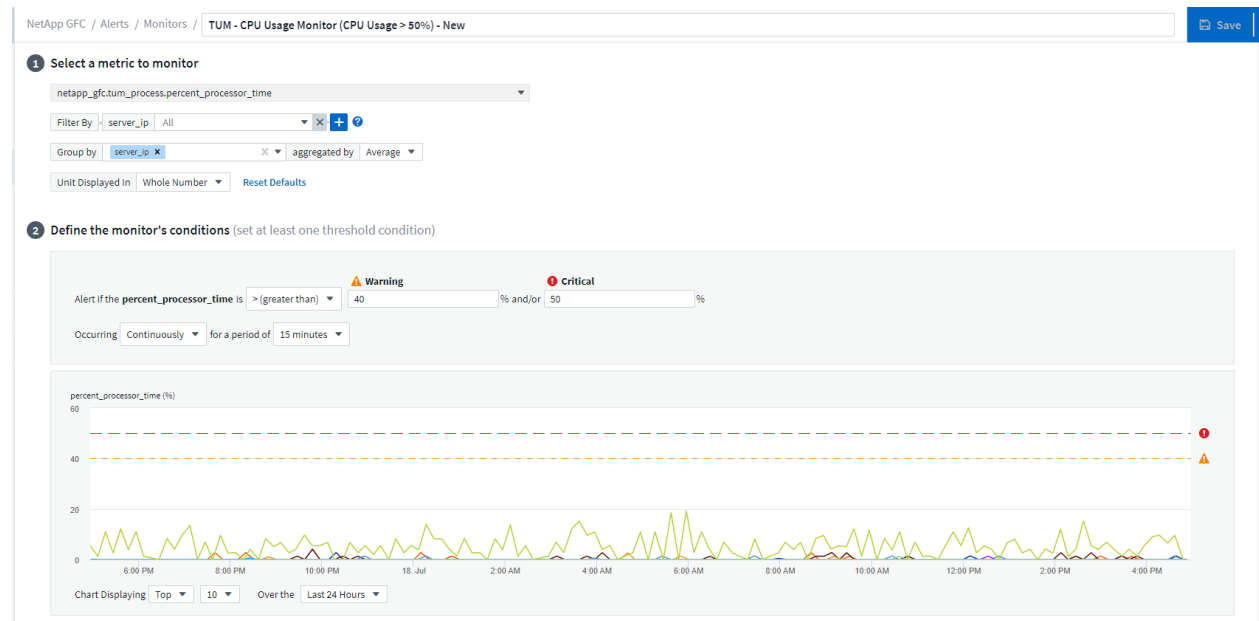 NetApp GFC / Alerts / Monitors / TUM - CPU Usage Monitor (CPU Usage > 50%) - New Save
1 Select a metric to monitor
netapp_gfc.tum_process.percent_processor_time
Filter By server_ip All × + ?
Group by server_ip × × aggregated by Average
Unit Displayed In Whole Number Reset Defaults
2 Define the monitor's conditions (set at least one threshold condition)
Warning Critical
Alert if the percent_processor_time is > (greater than) 40 % and/or 50 %
Occurring Continuously for a period of 15 minutes
percent_processor_time (%)
60
40
20
0
6:00 PM 8:00 PM 10:00 PM 18. Jul 2:00 AM 4:00 AM 6:00 AM 8:00 AM 10:00 AM 12:00 PM 2:00 PM 4:00 PM
Chart Displaying Top 10 Over the Last 24 Hours